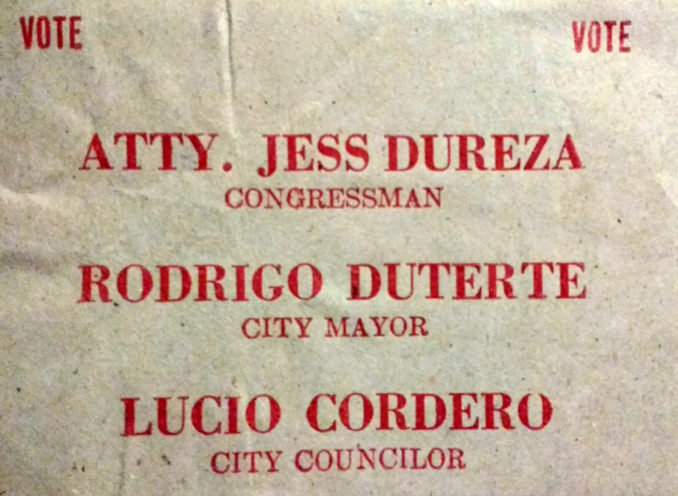 VOTE VOTE
ATTY. JESS DUREZA
CONGRESSMAN
RODRIGO DUTERTE
CITY MAYOR
LUCIO CORDERO
CITY COUNCILOR